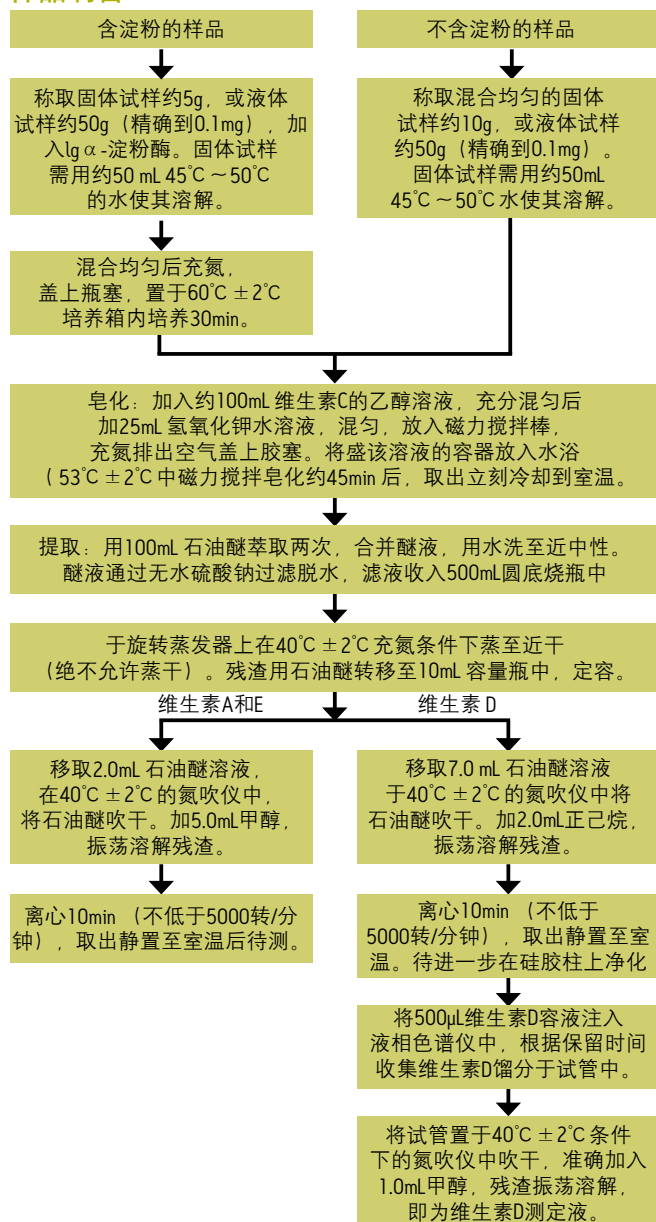 含淀粉的样品
不含淀粉的样品
称取固体试样约5g，或液体
试样约50g（精确到0.1mg），加
入lg α-淀粉酶。固体试样
需用约50 mL 45℃～50℃
的水使其溶解。
称取混合均匀的固体
试样约10g，或液体试样
约50g（精确到0.1mg）。
固体试样需用约50mL
45℃～50℃ 水使其溶解。
混合均匀后充氮，
盖上瓶塞，置于60℃ ±2℃
培养箱内培养30min。
皂化：加入约100mL 维生素C的乙醇溶液，充分混匀后
加25mL 氢氧化钾水溶液，混匀，放入磁力搅拌棒，
充氮排出空气盖上胶塞。将盛该溶液的容器放入水浴
（ 53℃ ±2℃ 中磁力搅拌皂化约45min 后，取出立刻冷却到室温。
提取：用100mL 石油醚萃取两次，合并醚液，用水洗至近中性。
醚液通过无水硫酸钠过滤脱水，滤液收入500mL圆底烧瓶中
于旋转蒸发器上在40℃ ±2℃ 充氮条件下蒸至近干
（绝不允许蒸干）。残渣用石油醚转移至10mL 容量瓶中，定容。
维生素A和E
维生素 D
移取2.0mL 石油醚溶液，
在40℃ ±2℃ 的氮吹仪中，
将石油醚吹干。加5.0mL甲醇，
振荡溶解残渣。
移取7.0 mL 石油醚溶液
于40℃ ±2℃ 的氮吹仪中将
石油醚吹干。加2.0mL正己烷，
振荡溶解残渣。
离心10min （不低于5000转/分
钟），取出静置至室温后待测。
离心10min （不低于
5000转/分钟），取出静置至室
温。待进一步在硅胶柱上净化
将500μL维生素D容液注入
液相色谱仪中，根据保留时间
收集维生素D馏分于试管中。
将试管置于40℃ ±2℃ 条件
下的氮吹仪中吹干，准确加入
1.0mL甲醇，残渣振荡溶解，
即为维生素D测定液。